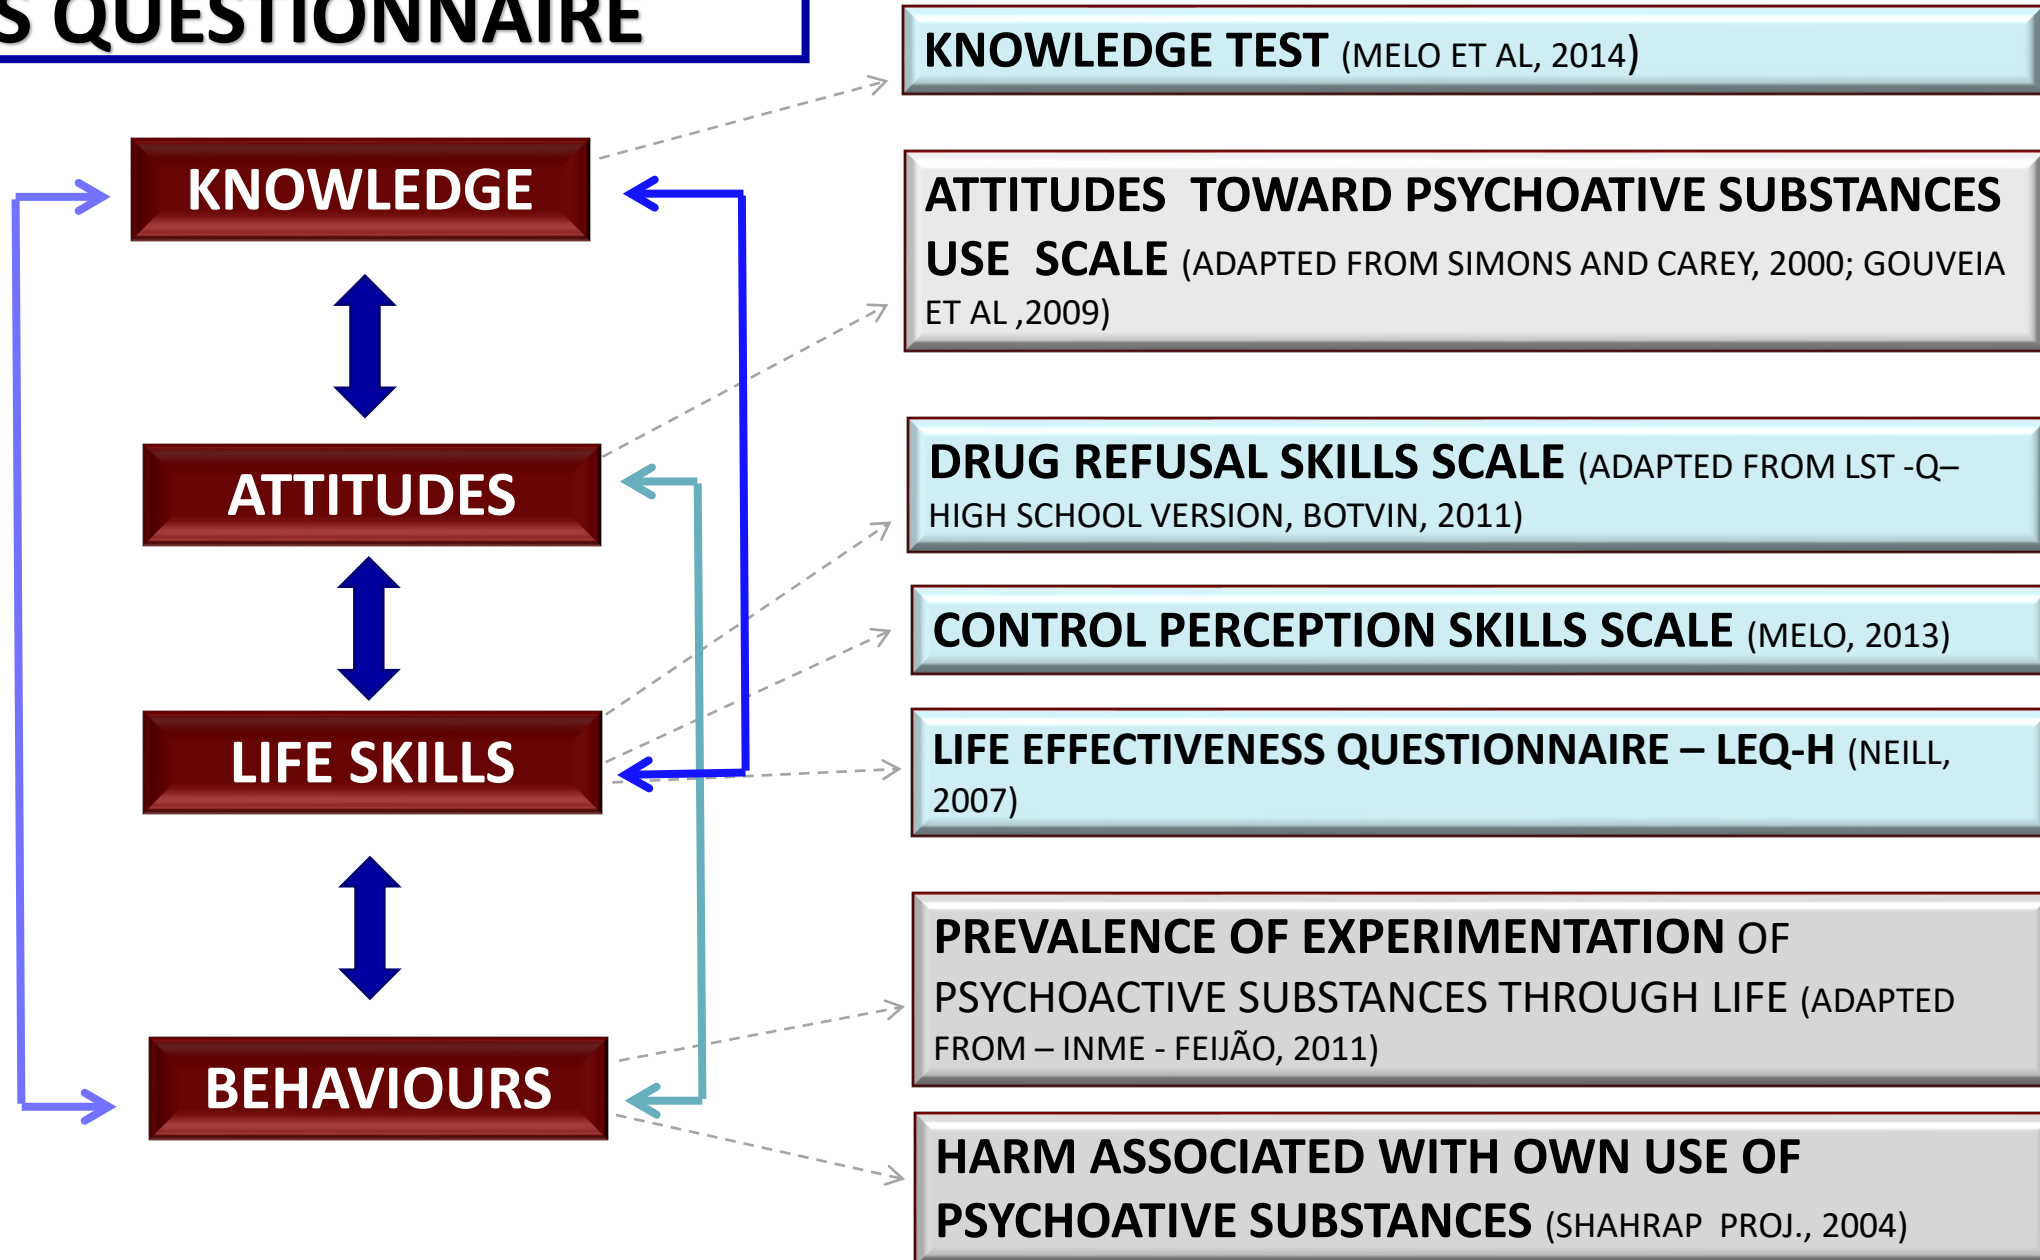 S QUESTIONNAIRE
KNOWLEDGE
ATTITUDES
LIFE SKILLS
BEHAVIOURS
KNOWLEDGE TEST (MELO ET AL, 2014)
ATTITUDES TOWARD PSYCHOATIVE SUBSTANCES
USE SCALE (ADAPTED FROM SIMONS AND CAREY, 2000; GOUVEIA
ET AL ,2009)
DRUG REFUSAL SKILLS SCALE (ADAPTED FROM LST -Q–
HIGH SCHOOL VERSION, BOTVIN, 2011)
CONTROL PERCEPTION SKILLS SCALE (MELO, 2013)
LIFE EFFECTIVENESS QUESTIONNAIRE – LEQ-H (NEILL,
2007)
PREVALENCE OF EXPERIMENTATION OF
PSYCHOACTIVE SUBSTANCES THROUGH LIFE (ADAPTED
FROM – INME - FEIJÃO, 2011)
HARM ASSOCIATED WITH OWN USE OF
PSYCHOATIVE SUBSTANCES (SHAHRAP PROJ., 2004)